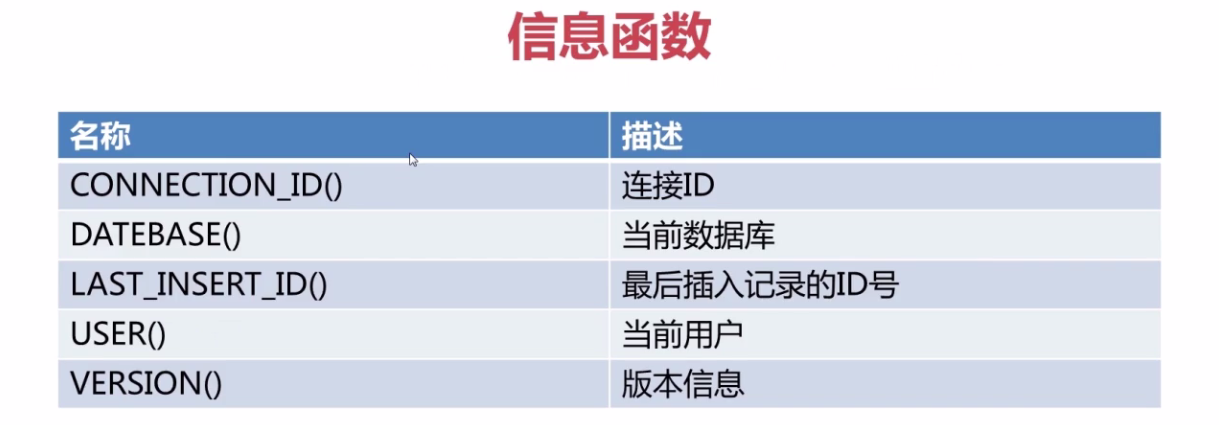 信息函数
名称 描述
CONNECTION_ID() 连接ID
DATEBASE() 当前数据库
LAST_INSERT_ID() 最后插入记录的ID号
USER() 当前用户
VERSION() 版本信息